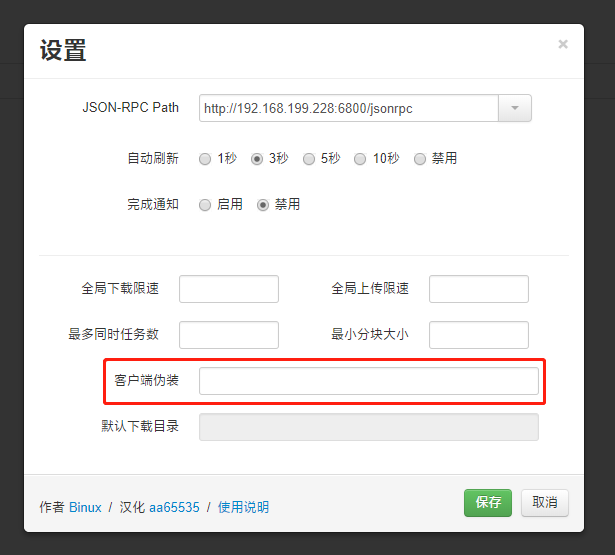 设置 ×
JSON-RPC Path http://192.168.199.228:6800/jsonrpc
自动刷新 1秒 3秒 5秒 10秒 禁用
完成通知 启用 禁用
全局下载限速 全局上传限速
最多同时任务数 最小分块大小
客户端伪装
默认下载目录
作者 Binux / 汉化 aa65535 / 使用说明 保存 取消